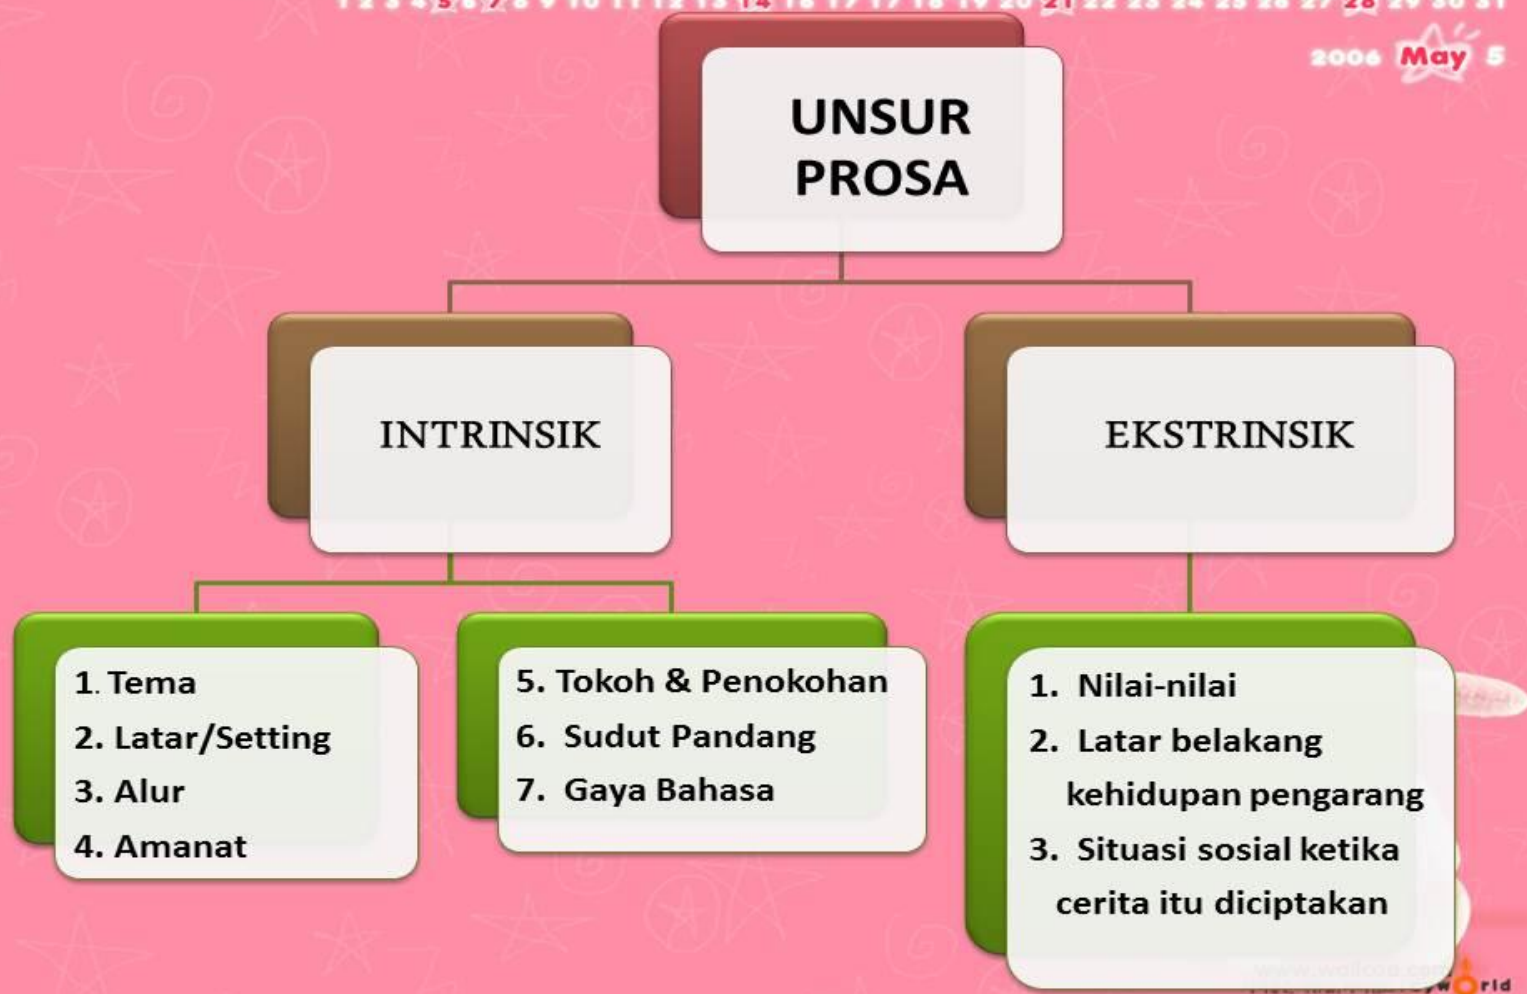 2006 May 5
UNSUR
PROSA
INTRINSIK
EKSTRINSIK
1. Tema
2. Latar/Setting
3. Alur
4. Amanat
5. Tokoh & Penokohan
6. Sudut Pandang
7. Gaya Bahasa
1. Nilai-nilai
2. Latar belakang
kehidupan pengarang
3. Situasi sosial ketika
cerita itu diciptakan